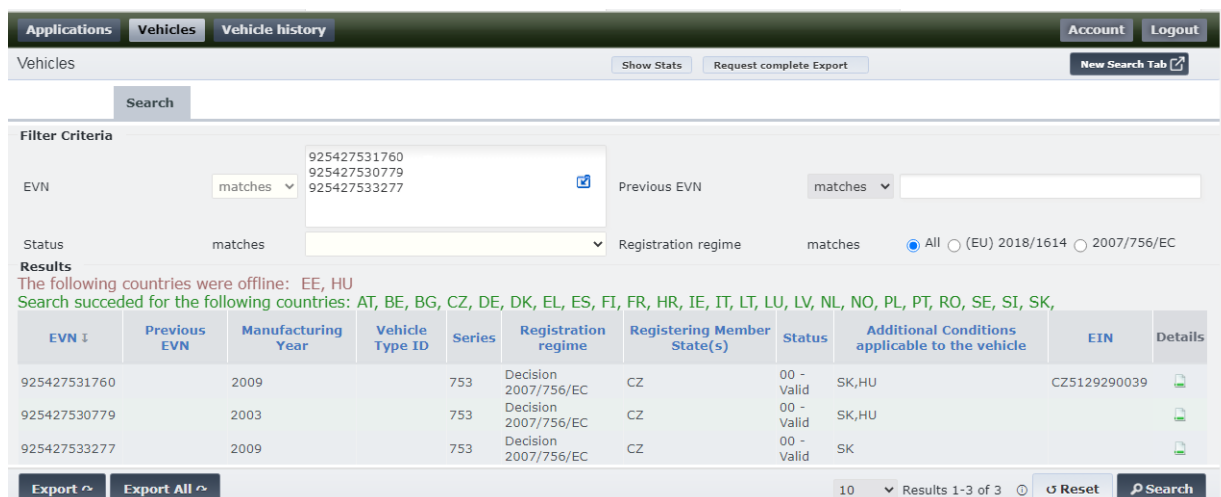 Applications Vehicles Vehicle history Account Logout
Vehicles Show Stats Request complete Export New Search Tab
Search
Filter Criteria
EVN matches 925427531760
925427530779
925427533277
Previous EVN matches
Status matches Registration regime matches All (EU) 2018/1614 2007/756/EC
Results
The following countries were offline: EE, HU
Search succeded for the following countries: AT, BE, BG, CZ, DE, DK, EL, ES, FI, FR, HR, IE, IT, LT, LU, LV, NL, NO, PL, PT, RO, SE, SI, SK,
EVN Previous EVN Manufacturing Year Vehicle Type ID Series Registration regime Registering Member State(s) Status Additional Conditions applicable to the vehicle EIN Details
925427531760 2009 753 Decision 2007/756/EC CZ 00 - Valid SK,HU CZ5129290039
925427530779 2003 753 Decision 2007/756/EC CZ 00 - Valid SK,HU
925427533277 2009 753 Decision 2007/756/EC CZ 00 - Valid SK
Export Export All 10 Results 1-3 of 3 Reset Search